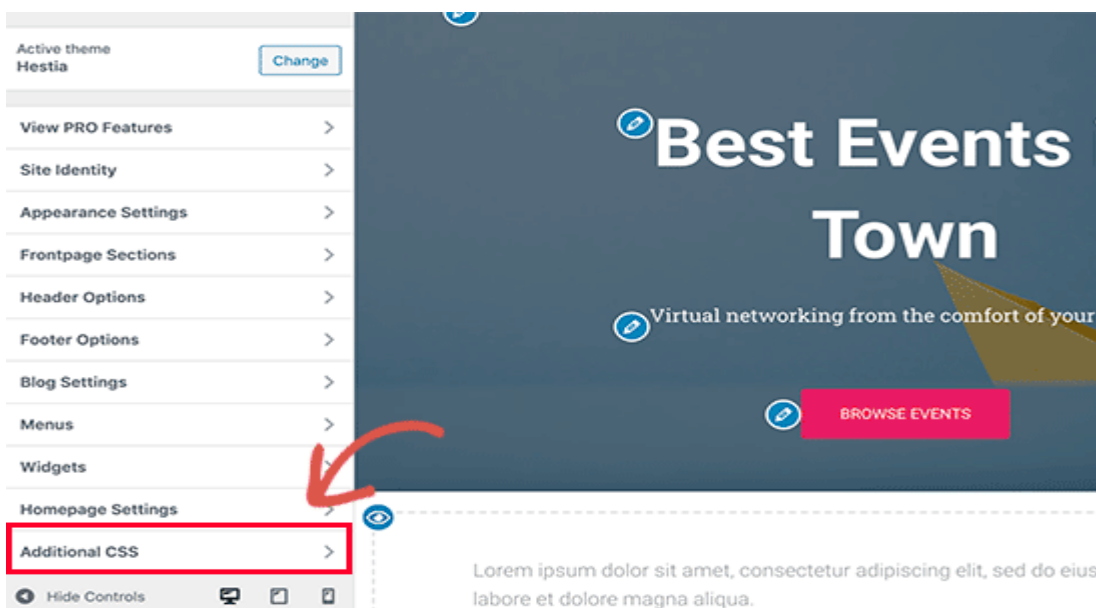 Active theme
Hestia
Change
View PRO Features
Site Identity
Appearance Settings
Frontpage Sections
Header Options
Footer Options
Blog Settings
Menus
Widgets
Homepage Settings
Additional CSS
Hide Controls
Best Events
Town
Virtual networking from the comfort of your
BROWSE EVENTS
Lorem ipsum dolor sit amet, consectetur adipiscing elit, sed do eius
labore et dolore magna aliqua.